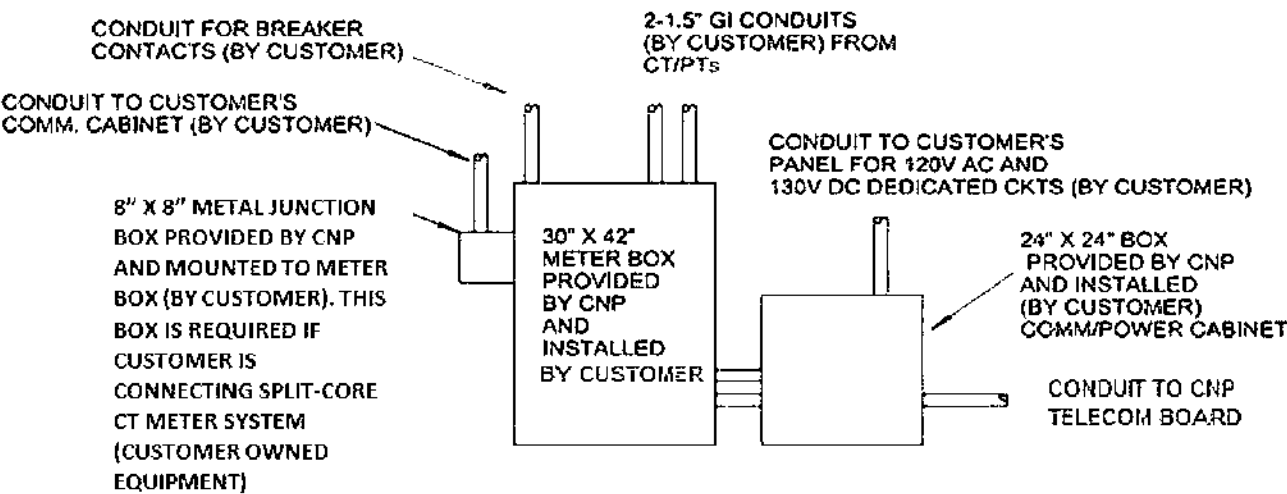 CONDUIT FOR BREAKER
CONTACTS (BY CUSTOMER)
2-1.5" GI CONDUITS
(BY CUSTOMER) FROM
CT/PTs
CONDUIT TO CUSTOMER'S
COMM. CABINET (BY CUSTOMER)
CONDUIT TO CUSTOMER'S
PANEL FOR 120V AC AND
130V DC DEDICATED CKTS (BY CUSTOMER)
8" X 8" METAL JUNCTION
BOX PROVIDED BY CNP
AND MOUNTED TO METER
BOX (BY CUSTOMER). THIS
BOX IS REQUIRED IF
CUSTOMER IS
CONNECTING SPLIT-CORE
CT METER SYSTEM
(CUSTOMER OWNED
EQUIPMENT)
30" X 42"
METER BOX
PROVIDED
BY CNP
AND
INSTALLED
BY CUSTOMER
24" X 24" BOX
PROVIDED BY CNP
AND INSTALLED
(BY CUSTOMER)
COMM/POWER CABINET
CONDUIT TO CNP
TELECOM BOARD